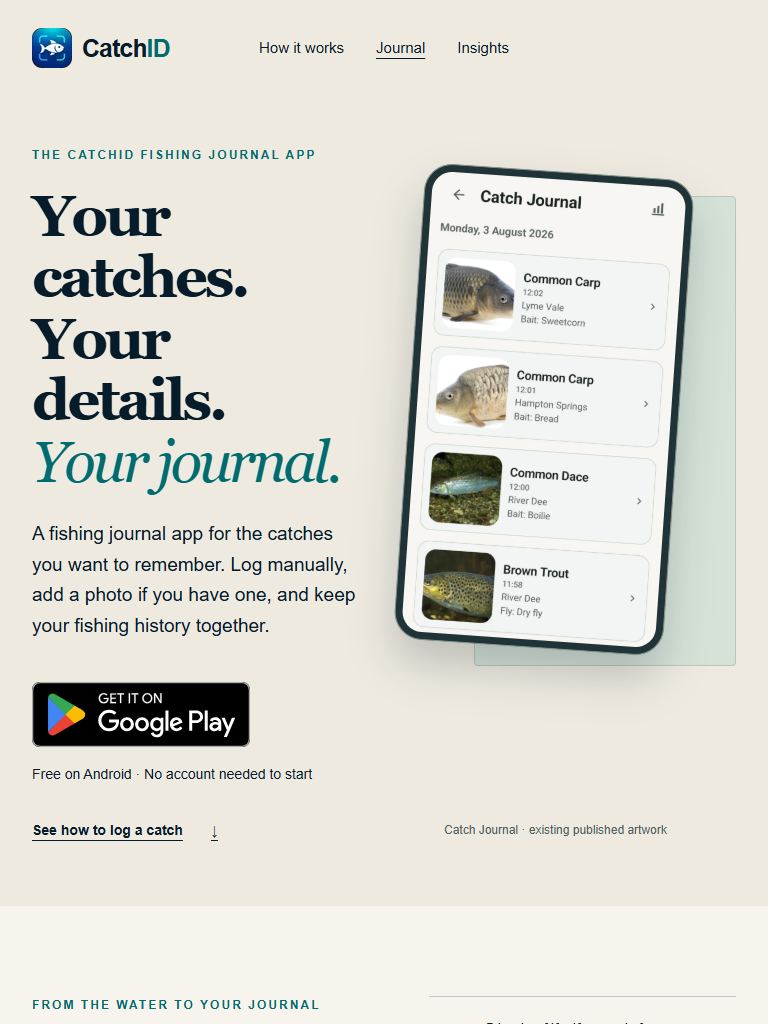 CatchID
How it works
Journal
Insights
THE CATCHID FISHING JOURNAL APP
Your
catches.
Your
details.
Your journal.
A fishing journal app for the catches
you want to remember. Log manually,
add a photo if you have one, and keep
your fishing history together.
GET IT ON
Google Play
Free on Android · No account needed to start
See how to log a catch ↓
Catch Journal
Monday, 3 August 2026
Common Carp
12:02
Lyme Vale
Bait: Sweetcorn
Common Carp
12:01
Hampton Springs
Bait: Bread
Common Dace
12:00
River Dee
Bait: Boilie
Brown Trout
11:58
River Dee
Fly: Dry fly
Catch Journal · existing published artwork
FROM THE WATER TO YOUR JOURNAL